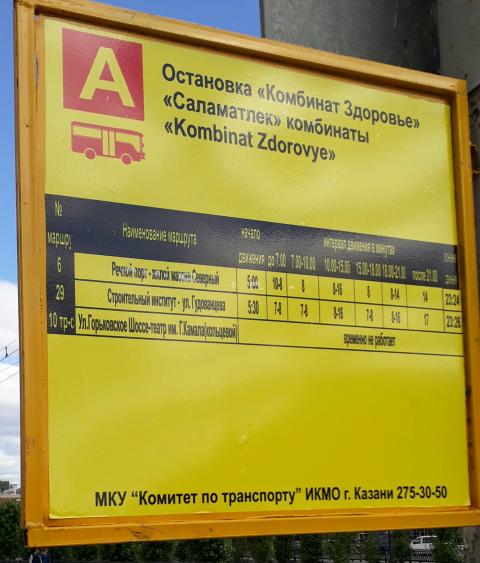 А
Остановка «Комбинат Здоровье»
«Саламатлек» комбинаты
«Kombinat Zdorovye»
№ маршру Наименование маршрута начало движения интервал движения в минутах
до 7.00 7.00-10.00 10.00-15.00 15.00-18.00 18.00-21.00 после 21.00
6 Речной порт - жилой массив Северный 5:00 10-9 8 8-16 8 8-14 14 23:24
29 Строительный институт - ул. Гудованцева 5:30 7-8 7-8 8-16 7-8 8-16 17 23:26
10 тр-с Ул.Горьковское Шоссе-театр им. Г.Камала(кольцевой) временно не работает
МКУ "Комитет по транспорту" ИКМО г. Казани 275-30-50